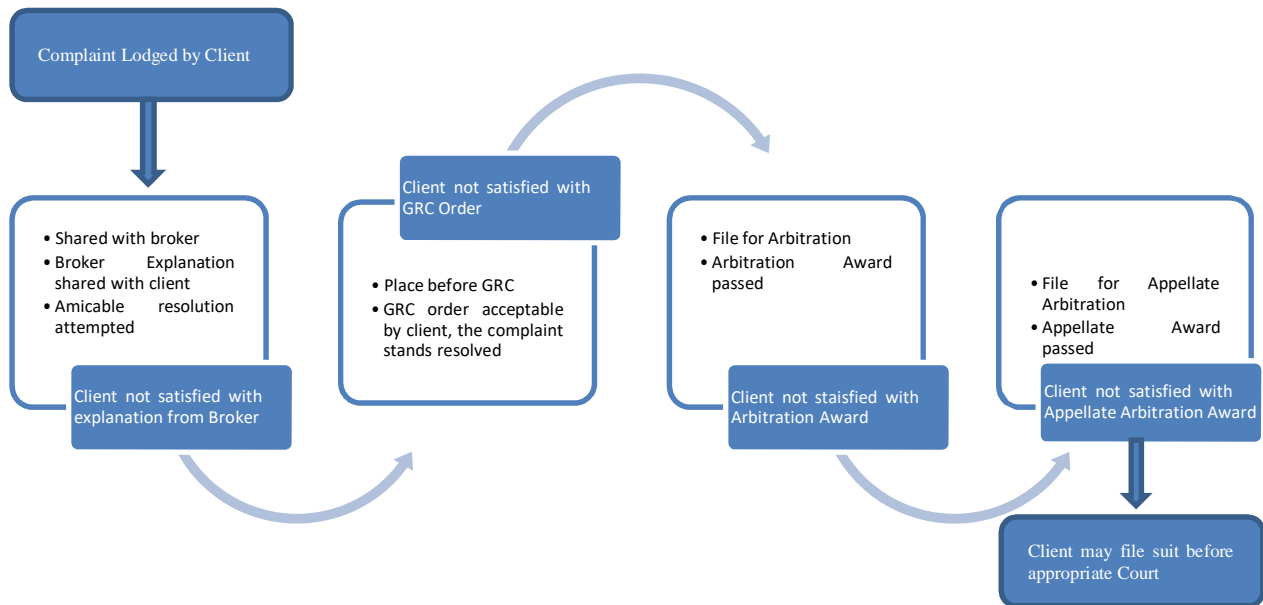 Complaint Lodged by Client
• Shared with broker
• Broker Explanation
shared with client
• Amicable resolution
attempted
Client not satisfied with
explanation from Broker
Client not satisfied with
GRC Order
• Place before GRC
• GRC order acceptable
by client, the complaint
stands resolved
• File for Arbitration
• Arbitration Award
passed
Client not staisfied with
Arbitration Award
• File for Appellate
Arbitration
• Appellate Award
passed
Client not satisfied with
Appellate Arbitration Award
Client may file suit before
appropriate Court